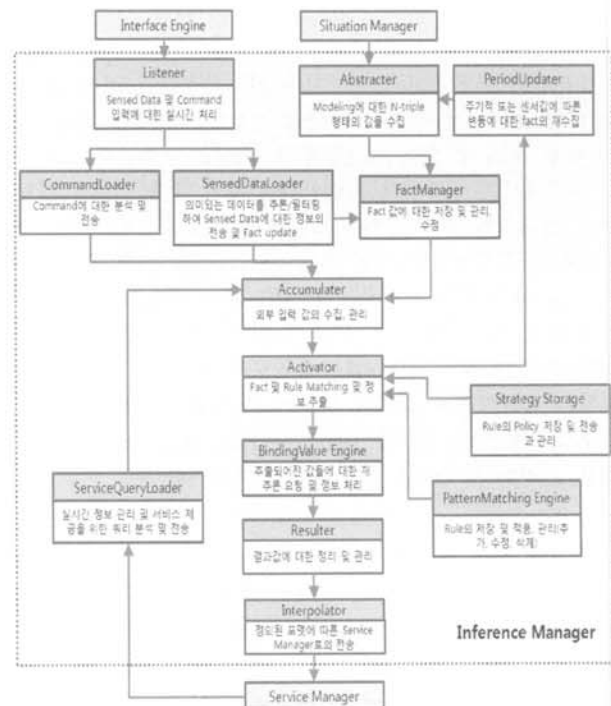 Interface Engine
Situation Manager
Listener
Sensed Data 및 Command
입력에 대한 실시간 처리
Abstracter
Modeling에 대한 N-triple
형태의 값을 수집
PeriodUpdater
주기적 또는 센서값에 따른
변동에 대한 fact의 재수집
CommandLoader
Command에 대한 분석 및
전송
SensedDataLoader
의미있는 데이터를 추론/필터링
하여 Sensed Data에 대한 정보의
전송 및 Fact update
FactManager
Fact 값에 대한 저장 및 관리,
수정
Accumulater
외부 입력 값의 수집, 관리
Activator
Fact 및 Rule Matching 및 정
보 추출
Strategy Storage
Rule의 Policy 저장 및 전송
과 관리
BindingValue Engine
추출되어진 값들에 대한 재
추론 요청 및 정보 처리
ServiceQueryLoader
실시간 정보 관리 및 서비스 제
공을 위한 쿼리 분석 및 전송
PatternMatching Engine
Rule의 저장 및 적용, 관리(추
가, 수정, 삭제)
Resulter
결과값에 대한 정리 및 관리
Interpolator
정의된 포맷에 따른 Service
Manager로의 전송
Inference Manager
Service Manager